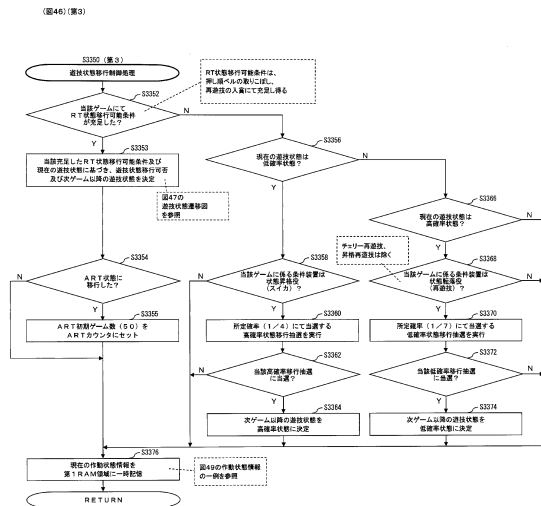 (図46)(第3)
S3350 (第3)
遊技状態移行制御処理
RT状態移行可能条件は、
押し順ベルの取りこぼし、
再遊技の入賞にて充足し得る
S3352
当該ゲームにて
RT状態移行可能条件
が充足した?
N
Y
S3353
当該充足したRT状態移行可能条件及び
現在の遊技状態に基づき、遊技状態移行可否
及び次ゲーム以降の遊技状態を決定
図47の
遊技状態遷移図
を参照
S3354
ART状態に
移行した?
N
Y
S3355
ART初期ゲーム数(50)を
ARTカウンタにセット
S3356
現在の遊技状態は
低確率状態?
N
Y
S3358
当該ゲームに係る条件装置は
状態昇格役
(スイカ)?
N
Y
S3360
所定確率(1/4)にて当選する
高確率状態移行抽選を実行
S3362
当該高確率移行抽選
に当選?
N
Y
S3364
次ゲーム以降の遊技状態を
高確率状態に決定
S3366
現在の遊技状態は
高確率状態?
N
Y
チェリー再遊技、
昇格再遊技は除く
S3368
当該ゲームに係る条件装置は
状態転落役
(再遊技)?
N
Y
S3370
所定確率(1/7)にて当選する
低確率状態移行抽選を実行
S3372
当該低確率移行抽選
に当選?
N
Y
S3374
次ゲーム以降の遊技状態を
低確率状態に決定
S3376
現在の作動状態情報を
第1RAM領域に一時記憶
図49の作動状態情報
の一例を参照
RETURN